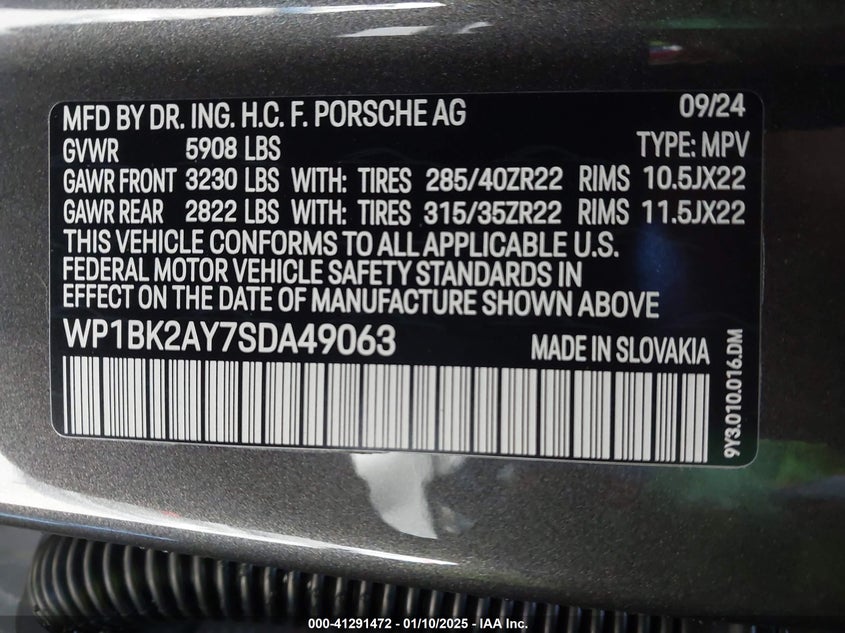 MFD BY DR. ING. H.C. F. PORSCHE AG 09/24
GVWR 5908 LBS TYPE: MPV
GAWR FRONT 3230 LBS WITH: TIRES 285/40ZR22 RIMS 10.5JX22
GAWR REAR 2822 LBS WITH: TIRES 315/35ZR22 RIMS 11.5JX22
THIS VEHICLE CONFORMS TO ALL APPLICABLE U.S.
FEDERAL MOTOR VEHICLE SAFETY STANDARDS IN
EFFECT ON THE DATE OF MANUFACTURE SHOWN ABOVE
WP1BK2AY7SDA49063 MADE IN SLOVAKIA
9Y3.010.016.DM
000-41291472 - 01/10/2025 - IAA Inc.